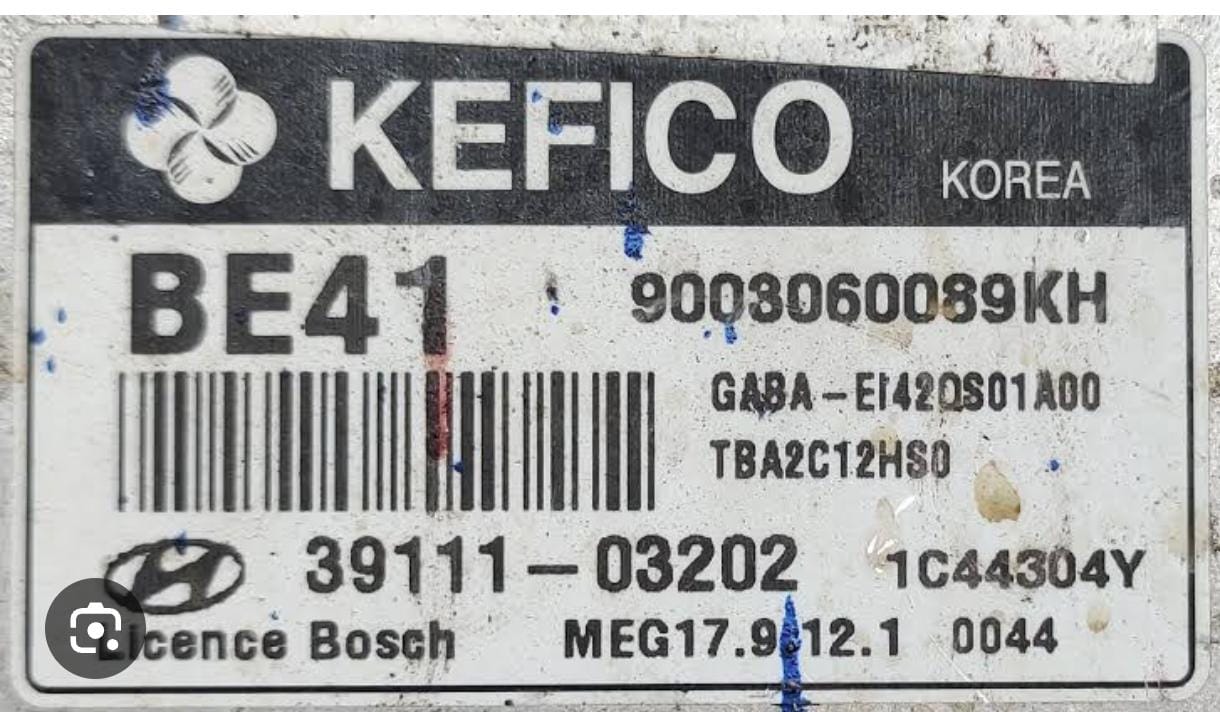 KEFICO KOREA
BE41 9003060089KH
GABA-EI42QS01A00
TBA2C12HS0
39111-03202 1C44304Y
Licence Bosch MEG17.9.12.1 0044